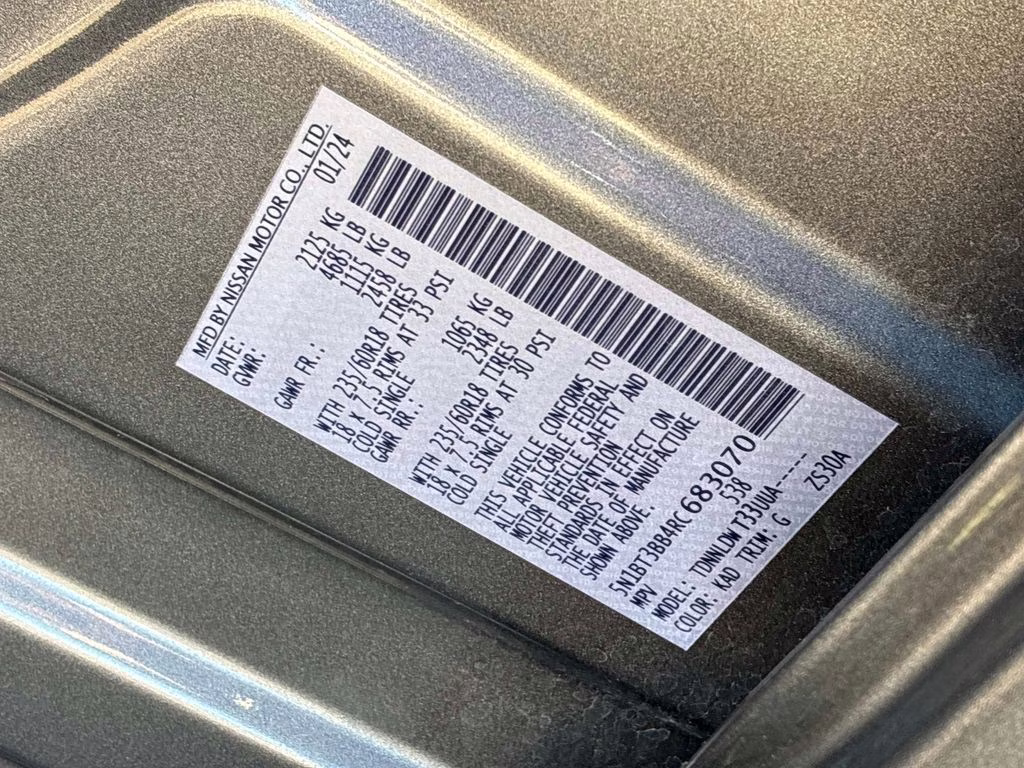 MFD BY NISSAN MOTOR CO., LTD.
DATE: 01/24
GVWR: 2125 KG
4685 LB
GAWR FR.: 1115 KG
2458 LB
WITH 235/60R18 TIRES
18 X 7.5 RIMS AT 33 PSI
COLD SINGLE
GAWR RR.: 1065 KG
2348 LB
WITH 235/60R18 TIRES
18 X 7.5 RIMS AT 30 PSI
COLD SINGLE
THIS VEHICLE CONFORMS TO
ALL APPLICABLE FEDERAL
MOTOR VEHICLE SAFETY AND
THEFT PREVENTION
STANDARDS IN EFFECT ON
THE DATE OF MANUFACTURE
SHOWN ABOVE.
5N1BT3BB4RC683070
MPV 538
MODEL: TDNNLDW T33UUA-----
COLOR: KAD TRIM: G ZS30A